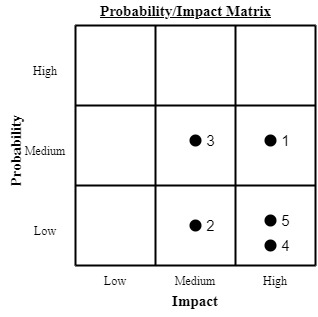 Probability/Impact Matrix
High
Probability
Medium
3
1
Low
2
5
4
Low Medium High
Impact